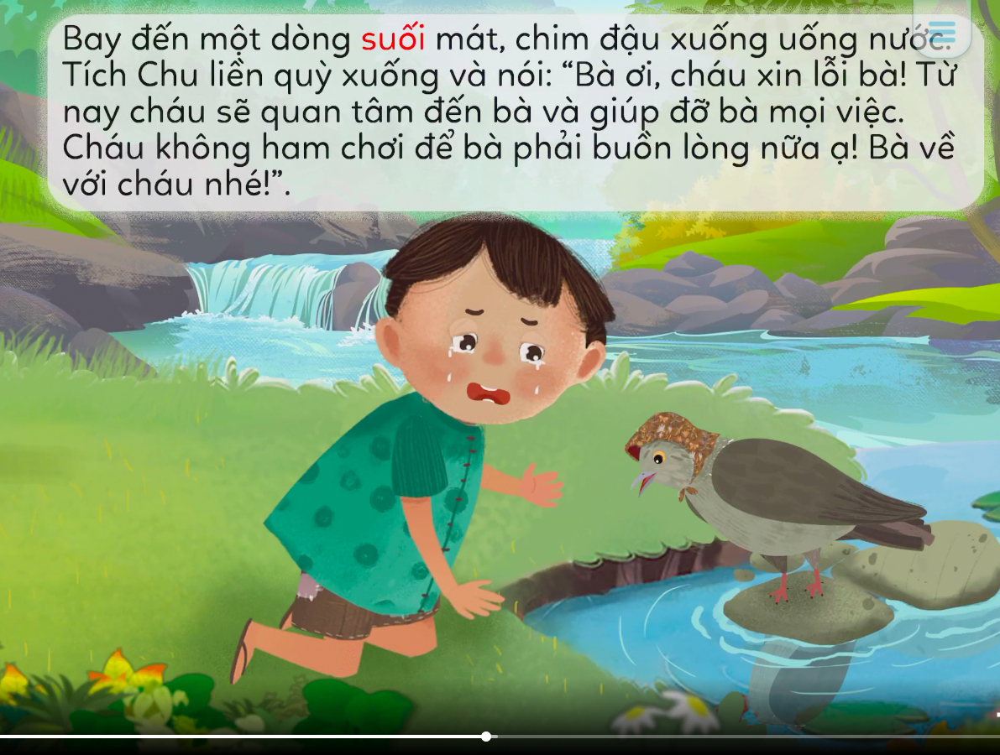 Bay đến một dòng suối mát, chim đậu xuống uống nước.
Tích Chu liền quỳ xuống và nói: “Bà ơi, cháu xin lỗi bà! Từ
nay cháu sẽ quan tâm đến bà và giúp đỡ bà mọi việc.
Cháu không ham chơi để bà phải buồn lòng nữa ạ! Bà về
với cháu nhé!”.